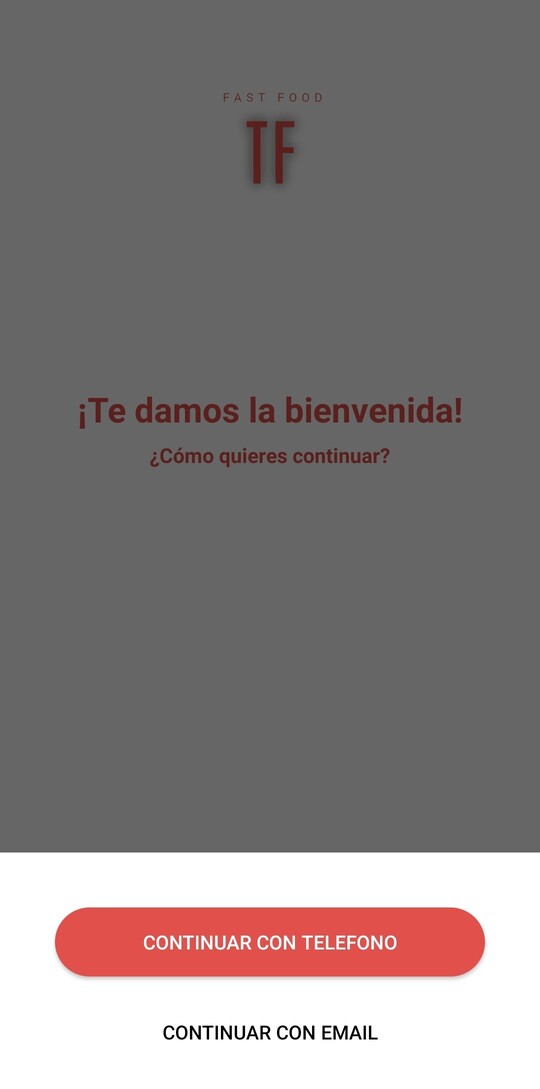 FAST FOOD
TF
¡Te damos la bienvenida!
¿Cómo quieres continuar?
CONTINUAR CON TELEFONO
CONTINUAR CON EMAIL